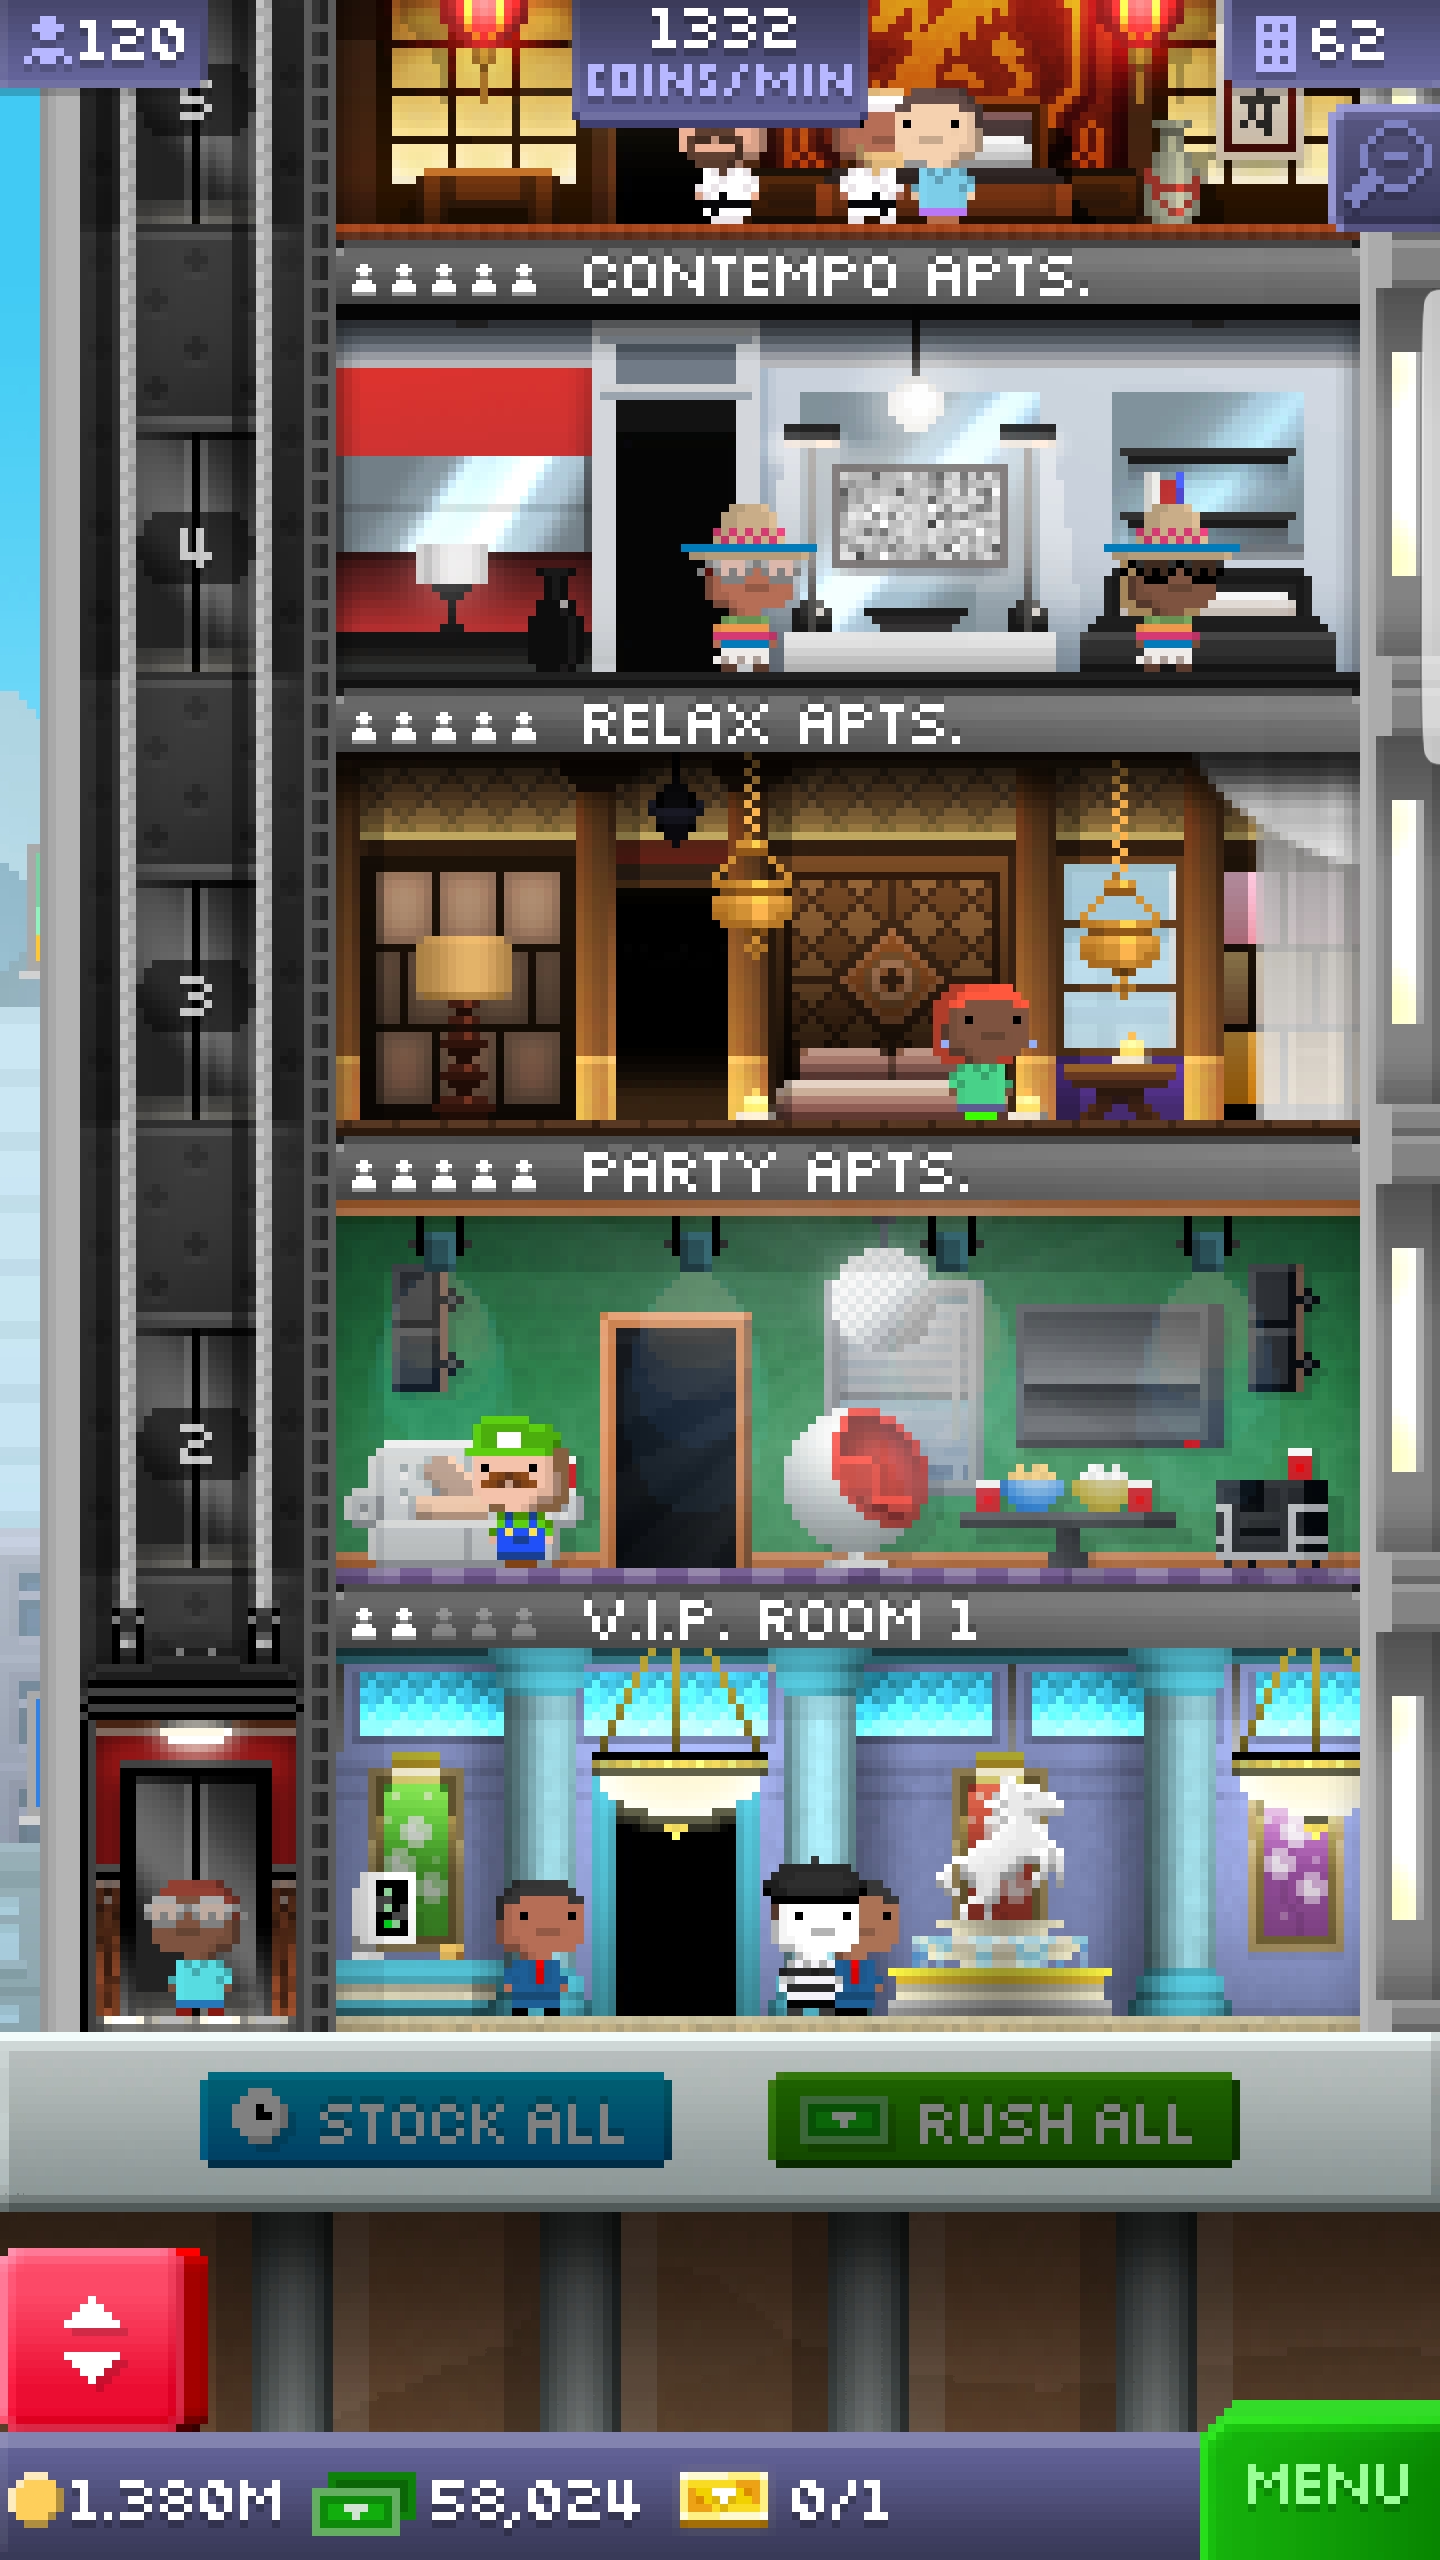 120
1332
COINS/MIN
62
5
CONTEMPO APTS.
4
RELAX APTS.
3
PARTY APTS.
2
V.I.P. ROOM 1
STOCK ALL
RUSH ALL
1.380M
58,024
0/1
MENU